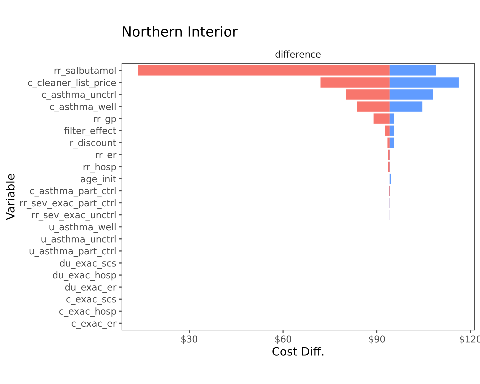 Northern Interior
difference
rr_salbutamol
c_cleaner_list_price
c_asthma_unctrl
c_asthma_well
rr_gp
filter_effect
r_discount
rr_er
rr_hosp
age_init
c_asthma_part_ctrl
rr_sev_exac_part_ctrl
rr_sev_exac_unctrl
u_asthma_well
u_asthma_unctrl
u_asthma_part_ctrl
du_exac_scs
du_exac_hosp
du_exac_er
c_exac_scs
c_exac_hosp
c_exac_er
Variable
$30 $60 $90 $120
Cost Diff.